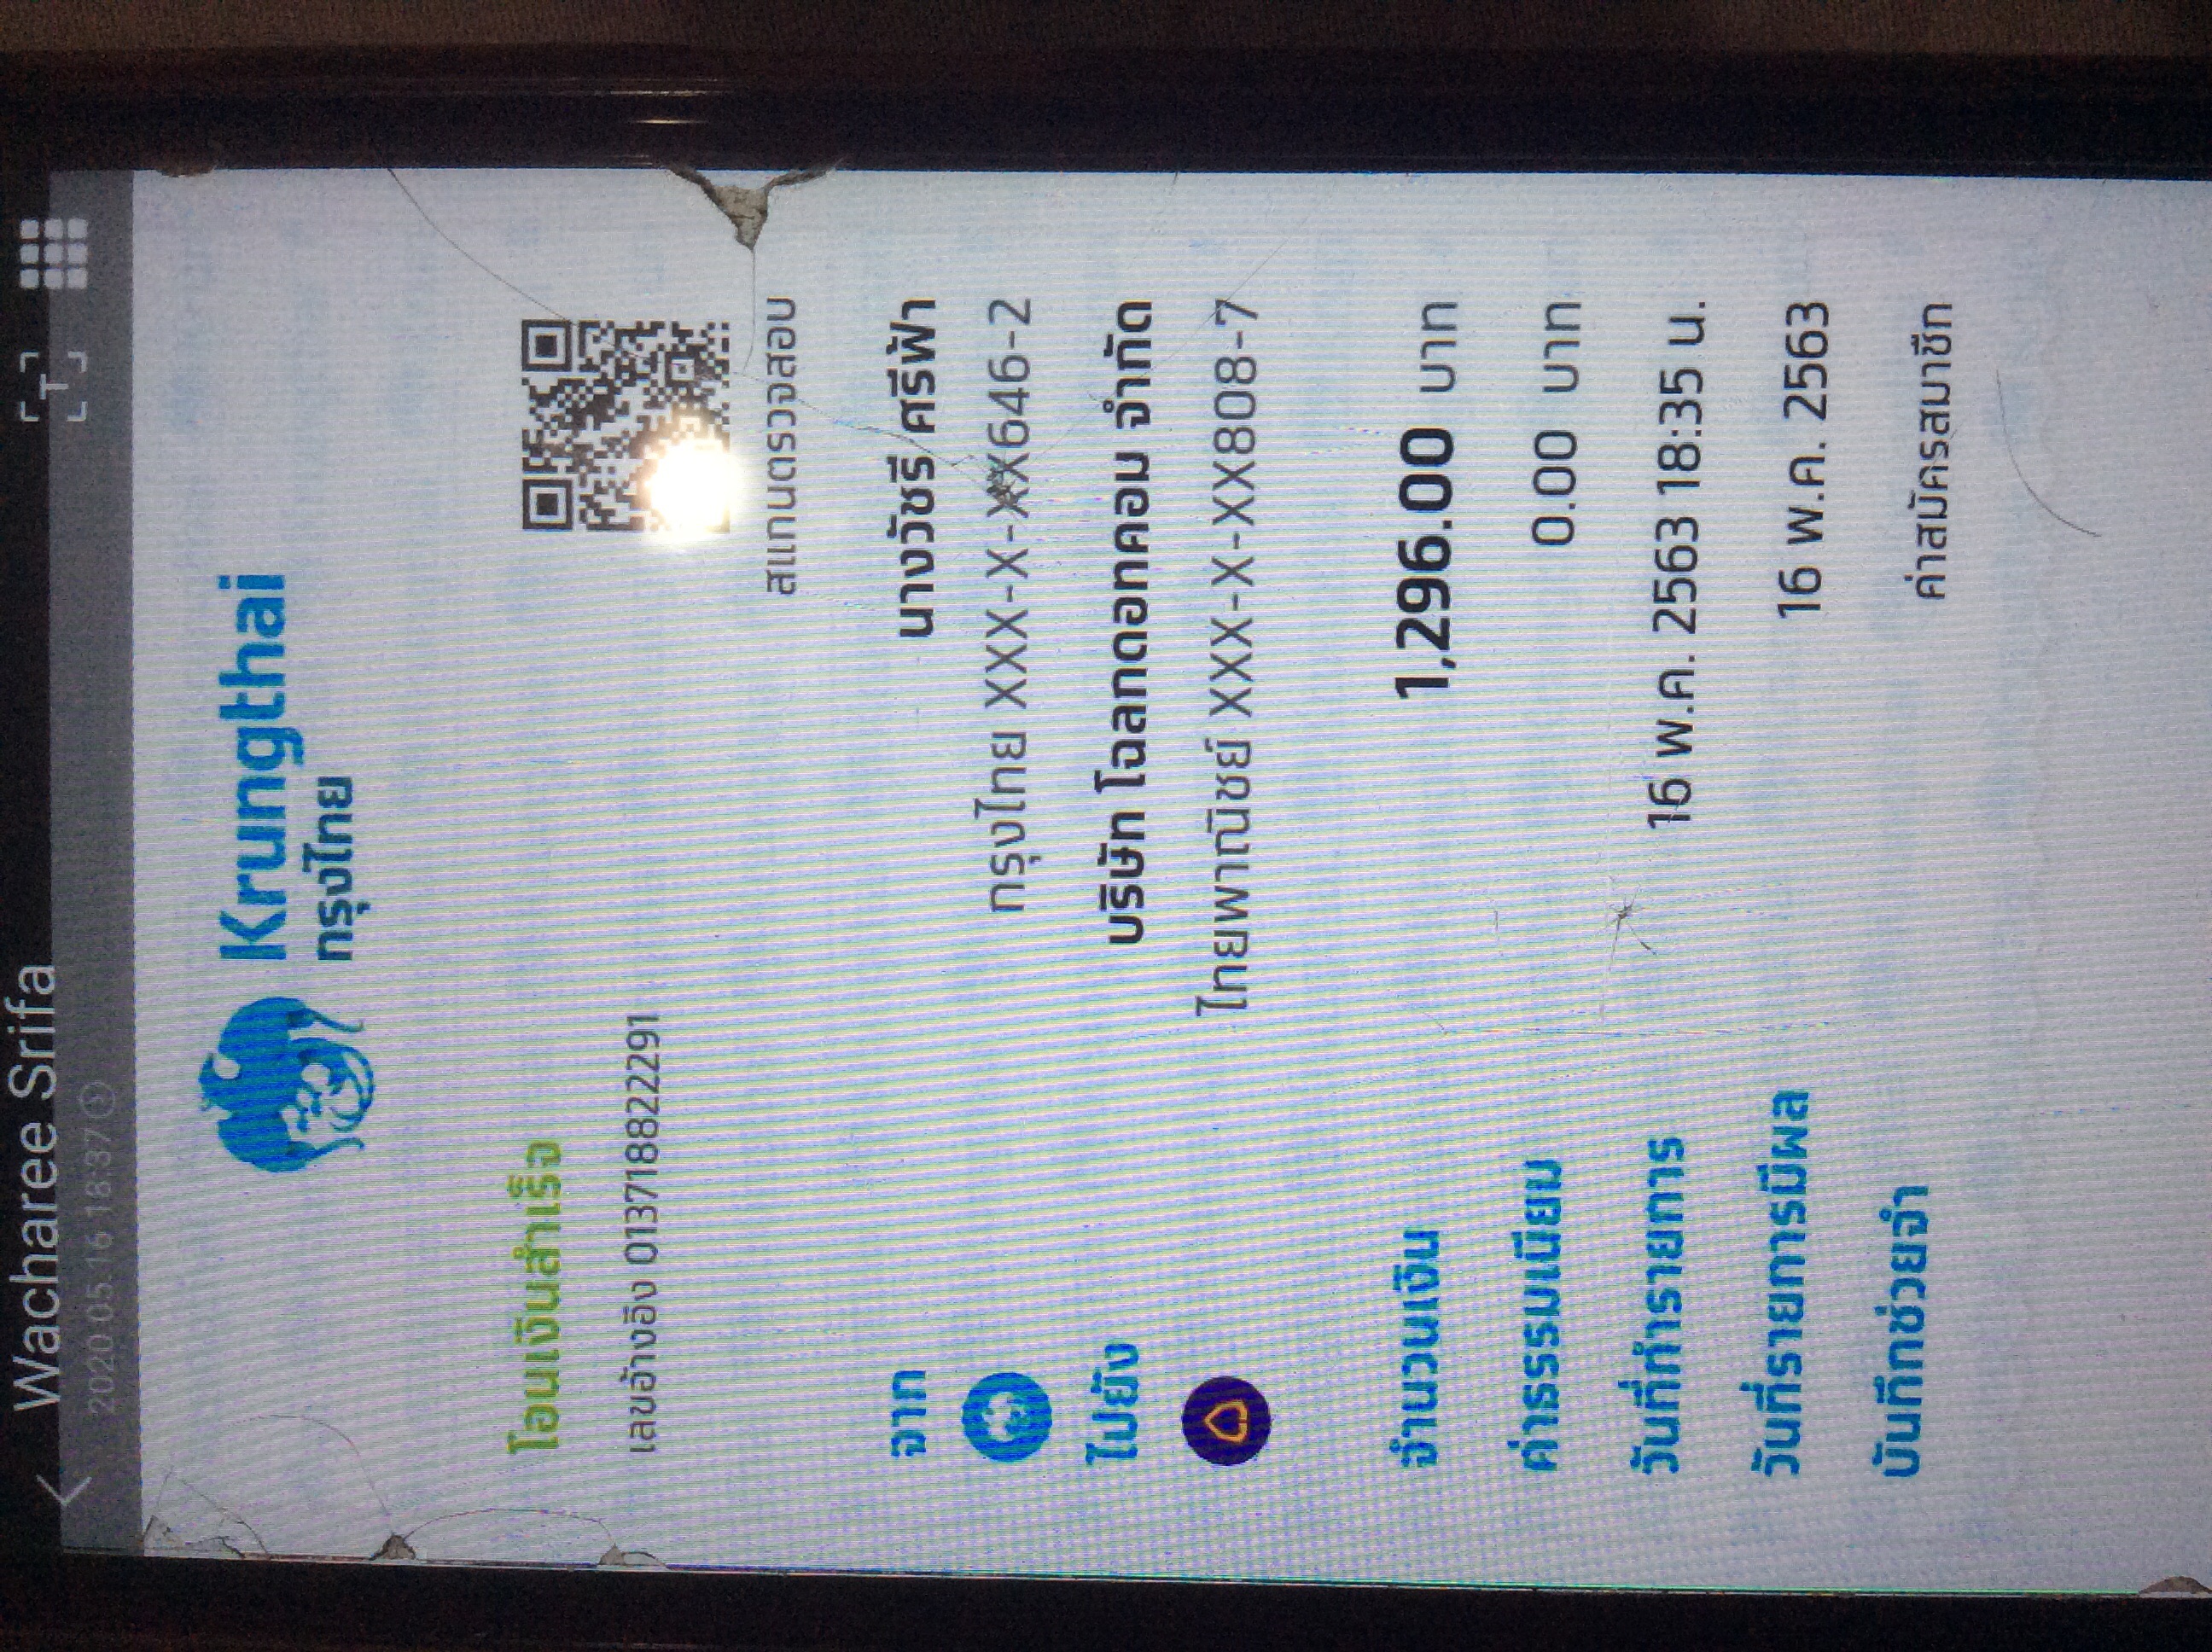 Wacharee Srifa
2020.05.16 18:37
Krungthai
กรุงไทย
โอนเงินสำเร็จ
เลขอ้างอิง 013718822291
สแกนตรวจสอบ
จาก นางวัชรี ศรีฟ้า
กรุงไทย XXX-X-XX646-2
ไปยัง บริษัท โฉลกดอทคอม จำกัด
ไทยพาณิชย์ XXX-X-XX808-7
จำนวนเงิน 1,296.00 บาท
ค่าธรรมเนียม 0.00 บาท
วันที่ทำรายการ 16 พ.ค. 2563 18:35 น.
วันที่รายการมีผล 16 พ.ค. 2563
บันทึกช่วยจำ ค่าสมัครสมาชึก